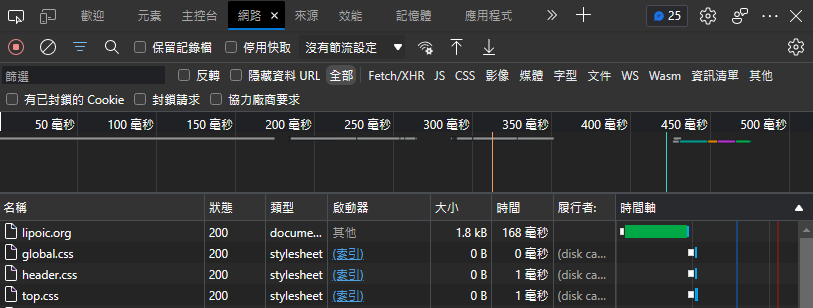 歡迎 元素 主控台 網路 來源 效能 記憶體 應用程式 25
保留記錄檔 停用快取 沒有節流設定
篩選 反轉 隱藏資料 URL 全部 Fetch/XHR JS CSS 影像 媒體 字型 文件 WS Wasm 資訊清單 其他
有已封鎖的 Cookie 封鎖請求 協力廠商要求
50 毫秒 100 毫秒 150 毫秒 200 毫秒 250 毫秒 300 毫秒 350 毫秒 400 毫秒 450 毫秒 500 毫秒
名稱 狀態 類型 啟動器 大小 時間 履行者: 時間軸
lipoic.org 200 docume... 其他 1.8 kB 168 毫秒
global.css 200 stylesheet (索引) 0 B 0 毫秒 (disk ca...
header.css 200 stylesheet (索引) 0 B 1 毫秒 (disk ca...
top.css 200 stylesheet (索引) 0 B 1 毫秒 (disk ca...